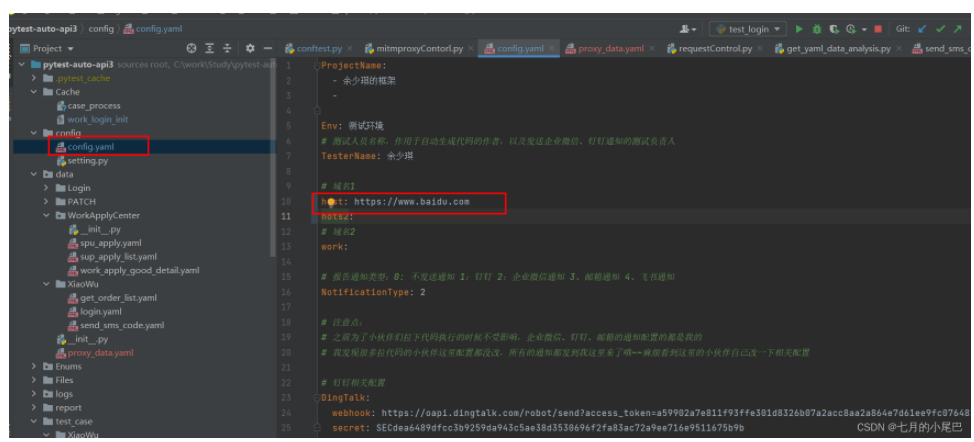 pytest-auto-api3 › config › config.yaml
test_login
Git:
Project
conftest.py
mitmproxyContorl.py
config.yaml
proxy_data.yaml
requestControl.py
get_yaml_data_analysis.py
send_sms_c
pytest-auto-api3 sources root, C:\work\Study\pytest-aut
.pytest_cache
Cache
case_process
work_login_init
config
config.yaml
setting.py
data
Login
PATCH
WorkApplyCenter
__init__.py
spu_apply.yaml
sup_apply_list.yaml
work_apply_good_detail.yaml
XiaoWu
get_order_list.yaml
login.yaml
send_sms_code.yaml
__init__.py
proxy_data.yaml
Enums
Files
logs
report
test_case
XiaoWu
1 ProjectName:
2 - 余少琪的框架
3 -
4
5 Env: 测试环境
6 # 测试人员名称，作用于自动生成代码的作者，以及发送企业微信、钉钉通知的测试负责人
7 TesterName: 余少琪
8
9 # 域名1
10 host: https://www.baidu.com
11 hots2:
12 # 域名2
13 work:
14
15 # 报告通知类型：0: 不发送通知 1：钉钉 2：企业微信通知 3、邮箱通知 4、飞书通知
16 NotificationType: 2
17
18 # 注意点：
19 # 之前为了小伙伴们拉下代码执行的时候不受影响，企业微信、钉钉、邮箱的通知配置的都是我的
20 # 我发现很多拉代码的小伙伴这里配置都没改，所有的通知都发到我这里来了哦~~麻烦看到这里的小伙伴自己改一下相关配置
21
22 # 钉钉相关配置
23 DingTalk:
24 webhook: https://oapi.dingtalk.com/robot/send?access_token=a59902a7e811f93ffe301d8326b07a2acc8aa2a864e7d61ee9fc07648
25 secret: SECdea6489dfcc3b9259da943c5ae38d3530696f2fa83ac72a9ee716e9511675b9b
CSDN @七月的小尾巴